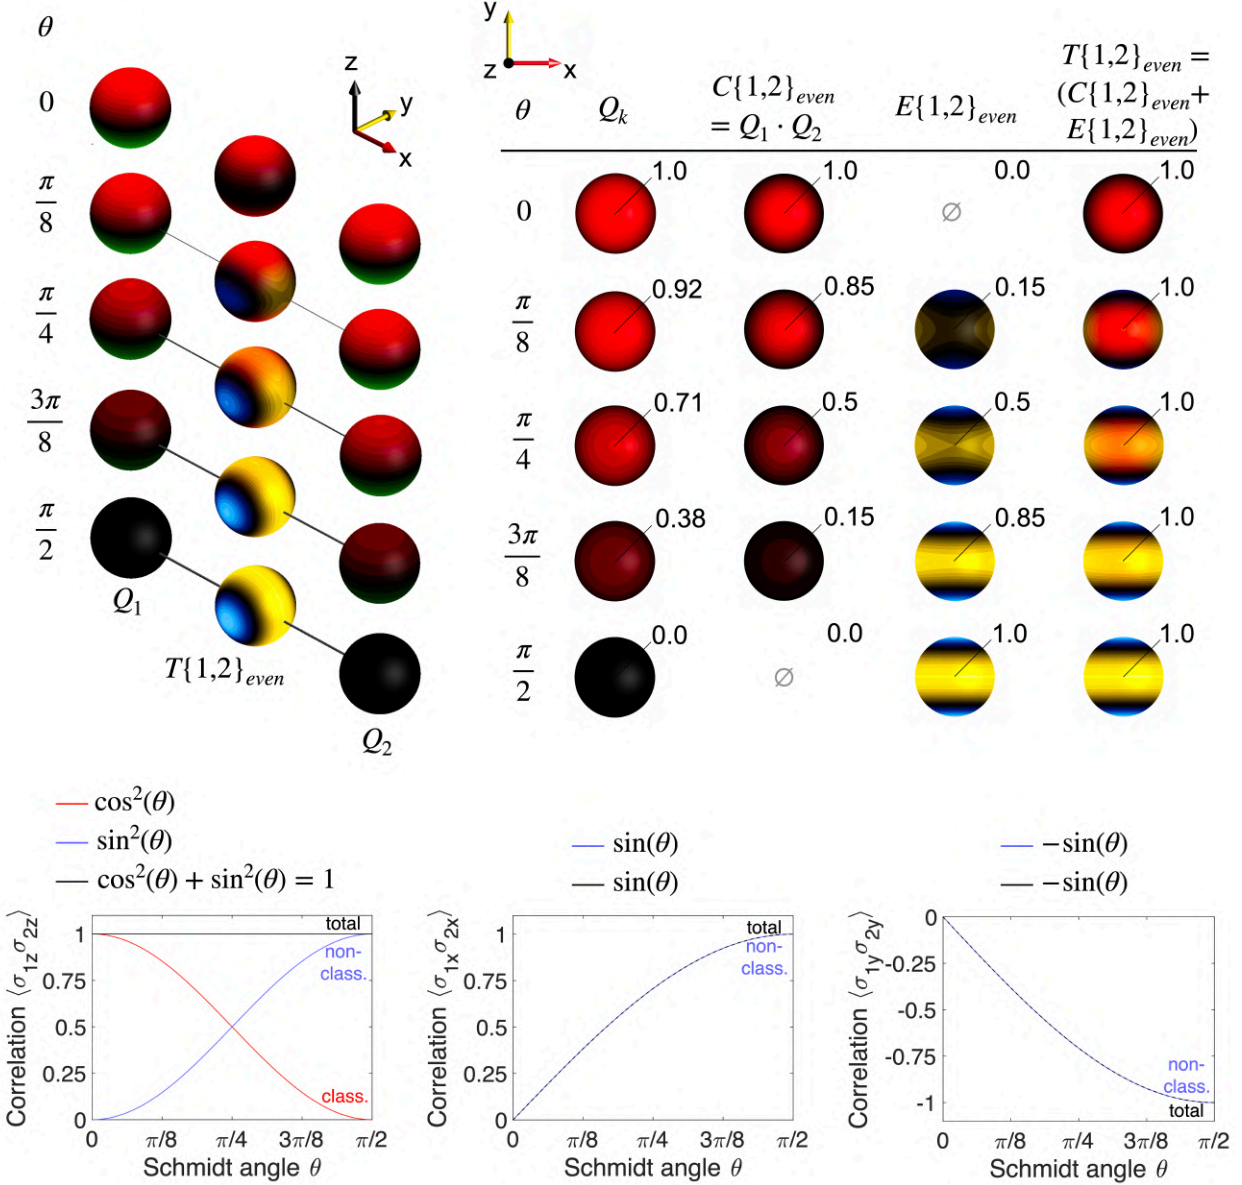 θ
0
π/8
π/4
3π/8
π/2
z
y
x
Q₁
T{1,2}even
Q₂
y
z
x
θ Qₖ C{1,2}even = Q₁ · Q₂ E{1,2}even T{1,2}even = (C{1,2}even + E{1,2}even)
0 1.0 1.0 ∅ 0.0 1.0
π/8 0.92 0.85 0.15 1.0
π/4 0.71 0.5 0.5 1.0
3π/8 0.38 0.15 0.85 1.0
π/2 0.0 ∅ 0.0 1.0 1.0
cos²(θ)
sin²(θ)
cos²(θ) + sin²(θ) = 1
Correlation ⟨σ1z σ2z⟩
total
non-
class.
class.
1
0.75
0.5
0.25
0
0 π/8 π/4 3π/8 π/2
Schmidt angle θ
sin(θ)
sin(θ)
Correlation ⟨σ1x σ2x⟩
total
non-
class.
1
0.75
0.5
0.25
0
0 π/8 π/4 3π/8 π/2
Schmidt angle θ
−sin(θ)
−sin(θ)
Correlation ⟨σ1y σ2y⟩
0
-0.25
-0.5
-0.75
-1
non-
class.
total
0 π/8 π/4 3π/8 π/2
Schmidt angle θ